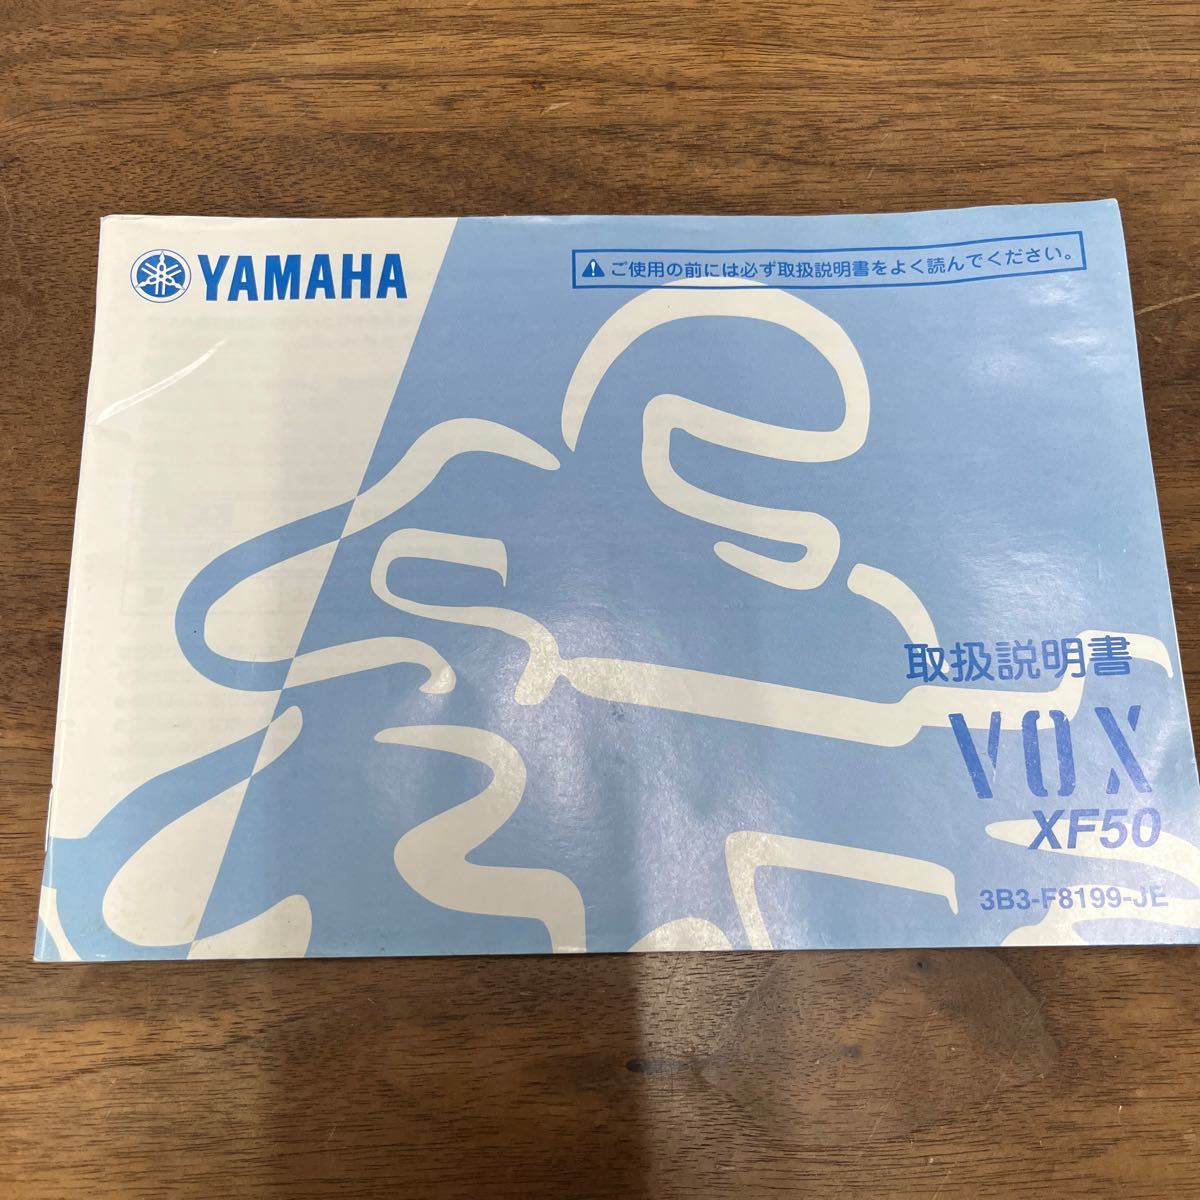 YAMAHA
ご使用の前には必ず取扱説明書をよく読んでください。
取扱説明書
VOX
XF50
3B3-F8199-JE